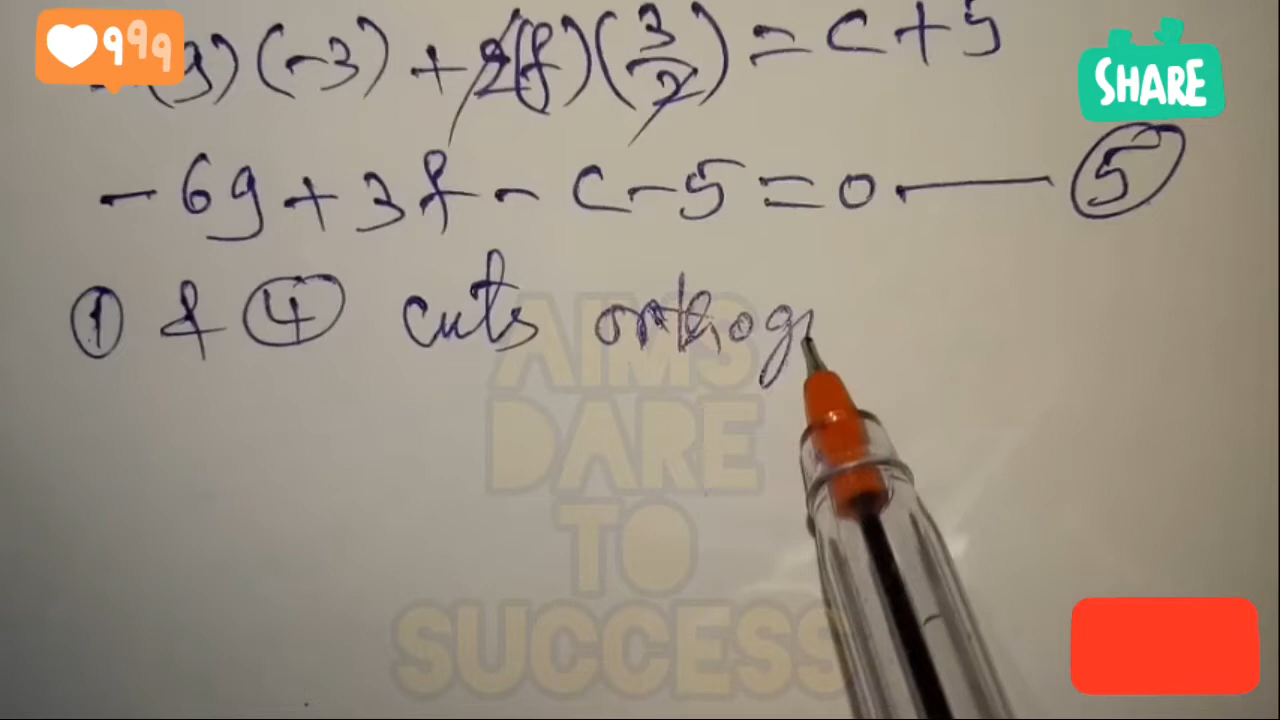 999
SHARE
(g)(-3) + 2(f)(3/2) = c + 5
- 6g + 3f - c - 5 = 0 —— ⑤
① & ④ cuts orthog
AIMS
DARE
TO
SUCCESS